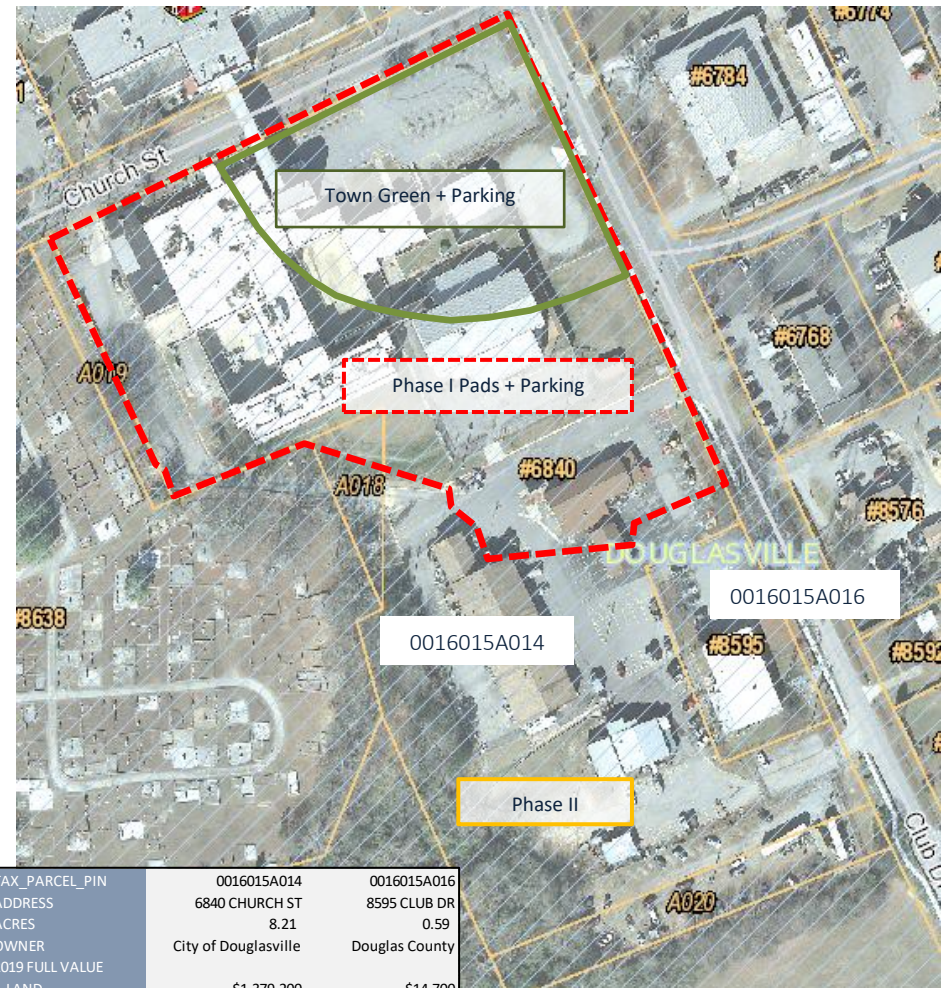 #6774
#6784
Church St
Town Green + Parking
#6768
A019
Phase I Pads + Parking
#6840
A018
#8576
DOUGLASVILLE
0016015A016
#8638
0016015A014
#8595
#8592
Phase II
Club D
A020
TAX_PARCEL_PIN 0016015A014 0016015A016
ADDRESS 6840 CHURCH ST 8595 CLUB DR
ACRES 8.21 0.59
OWNER City of Douglasville Douglas County
2019 FULL VALUE
LAND $1,279,200 $14,700